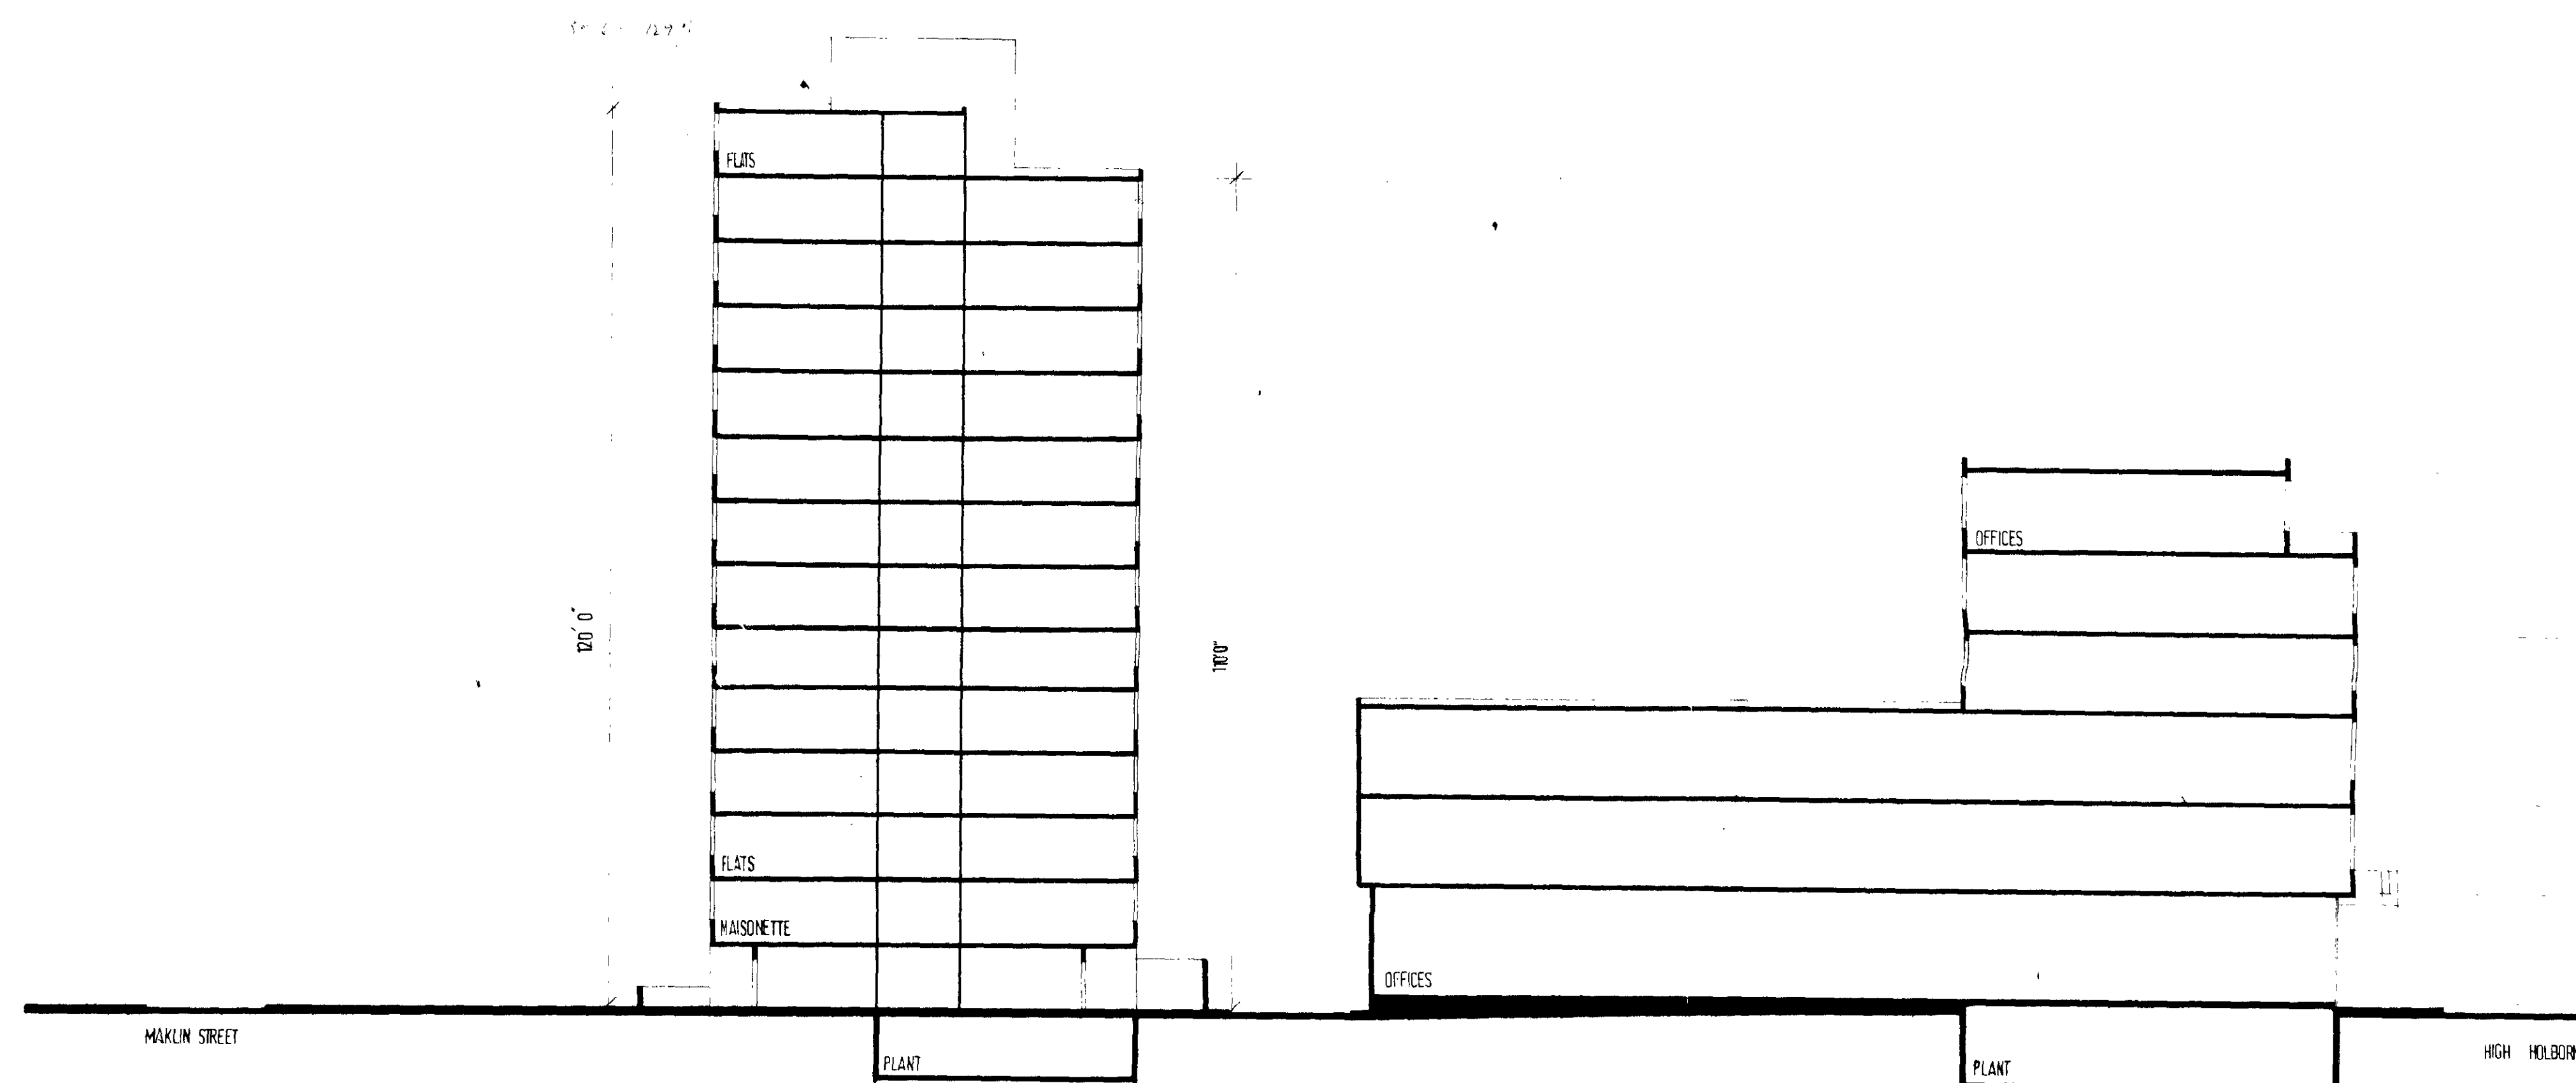 FLATS
OFFICES
120' 0"
110'0"
FLATS
MAISONETTE
OFFICES
MAKLIN STREET
PLANT
PLANT
HIGH HOLBORN